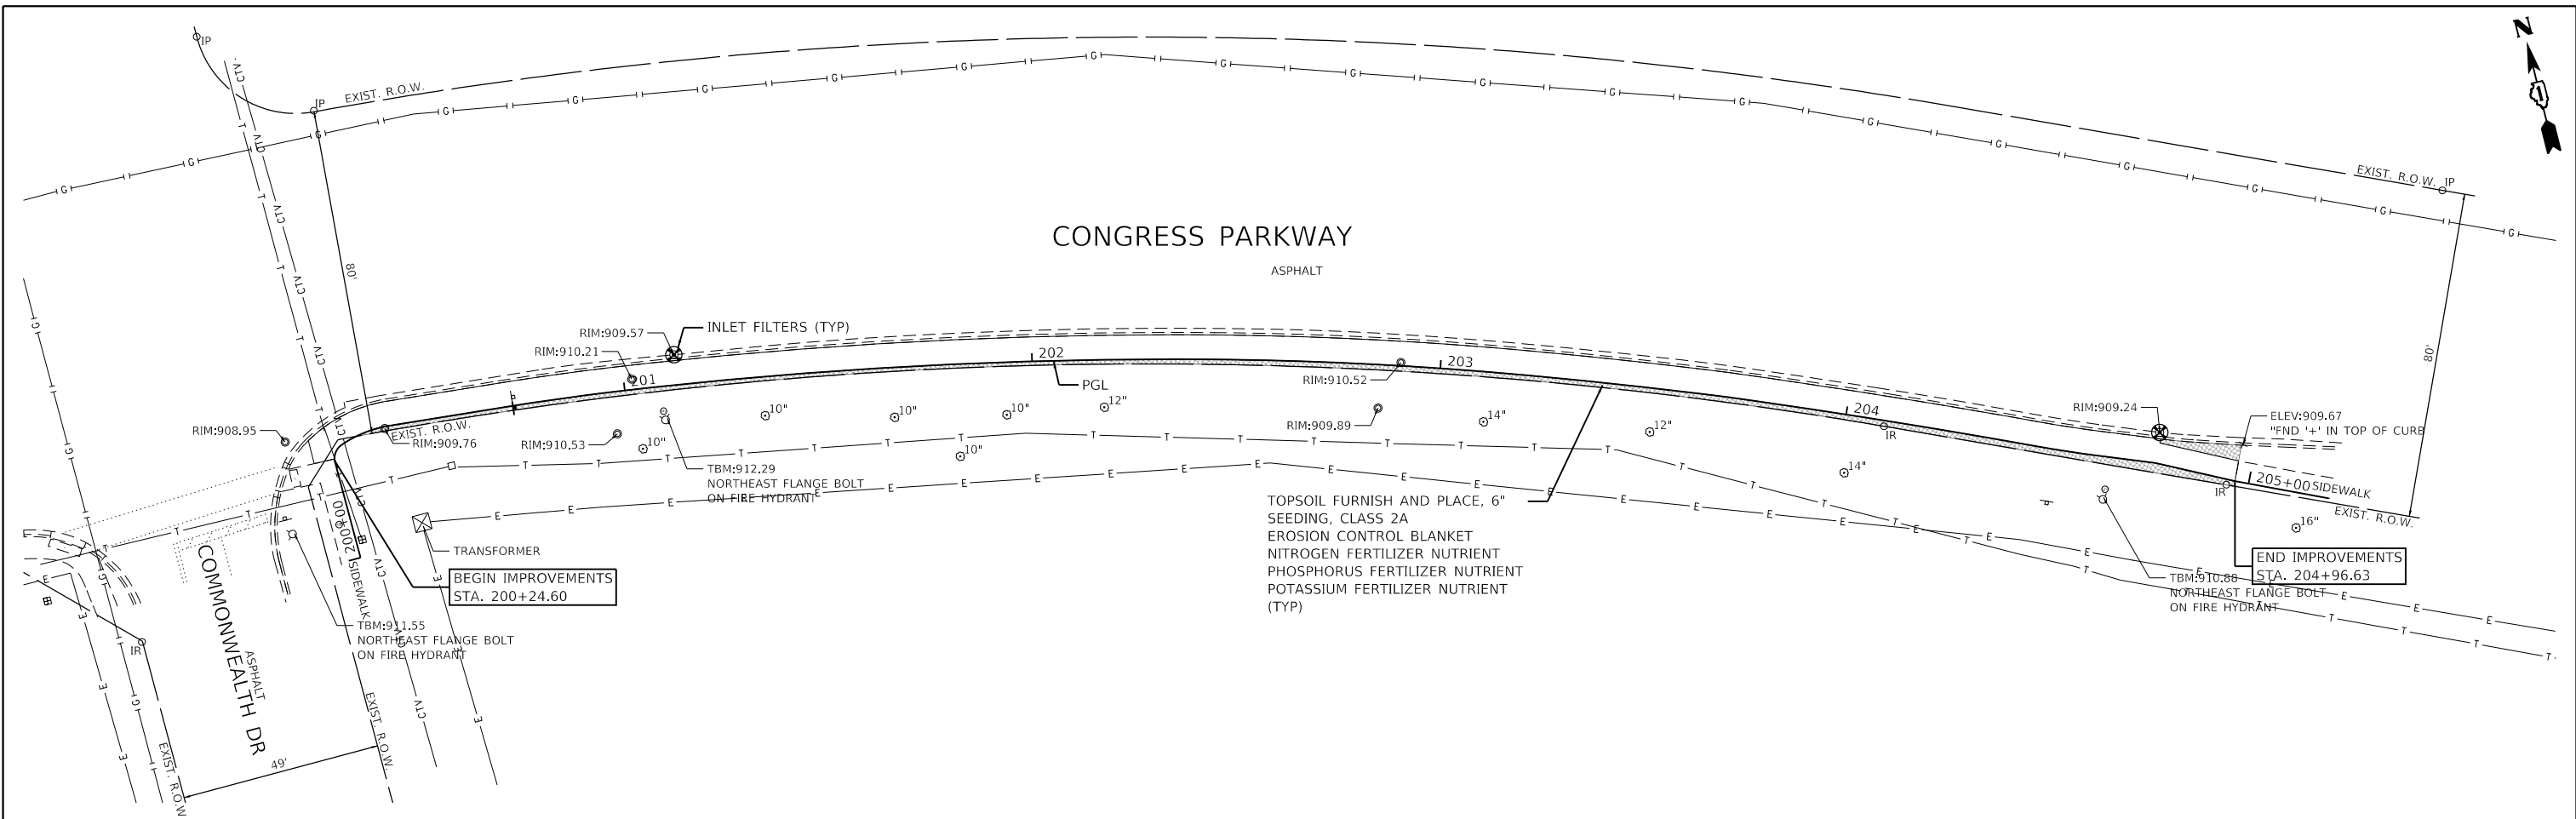 N
IP
IP
EXIST. R.O.W.
EXIST. R.O.W.
IP
80'
80'
CONGRESS PARKWAY
ASPHALT
RIM:909.57
INLET FILTERS (TYP)
RIM:910.21
201
202
203
204
205+00
PGL
RIM:910.52
RIM:908.95
EXIST. R.O.W.
RIM:909.76
RIM:910.53
RIM:909.89
RIM:909.24
ELEV:909.67
"FND '+' IN TOP OF CURB
10"
10"
10"
10"
10"
12"
14"
12"
14"
16"
IR
IR
SIDEWALK
EXIST. R.O.W.
TBM:912.29
NORTHEAST FLANGE BOLT
ON FIRE HYDRANT
TOPSOIL FURNISH AND PLACE, 6"
SEEDING, CLASS 2A
EROSION CONTROL BLANKET
NITROGEN FERTILIZER NUTRIENT
PHOSPHORUS FERTILIZER NUTRIENT
POTASSIUM FERTILIZER NUTRIENT
(TYP)
TRANSFORMER
BEGIN IMPROVEMENTS
STA. 200+24.60
END IMPROVEMENTS
STA. 204+96.63
TBM:910.88
NORTHEAST FLANGE BOLT
ON FIRE HYDRANT
200+00
SIDEWALK
TBM:911.55
NORTHEAST FLANGE BOLT
ON FIRE HYDRANT
COMMONWEALTH DR
ASPHALT
IR
EXIST. R.O.W.
EXIST. R.O.W.
49'